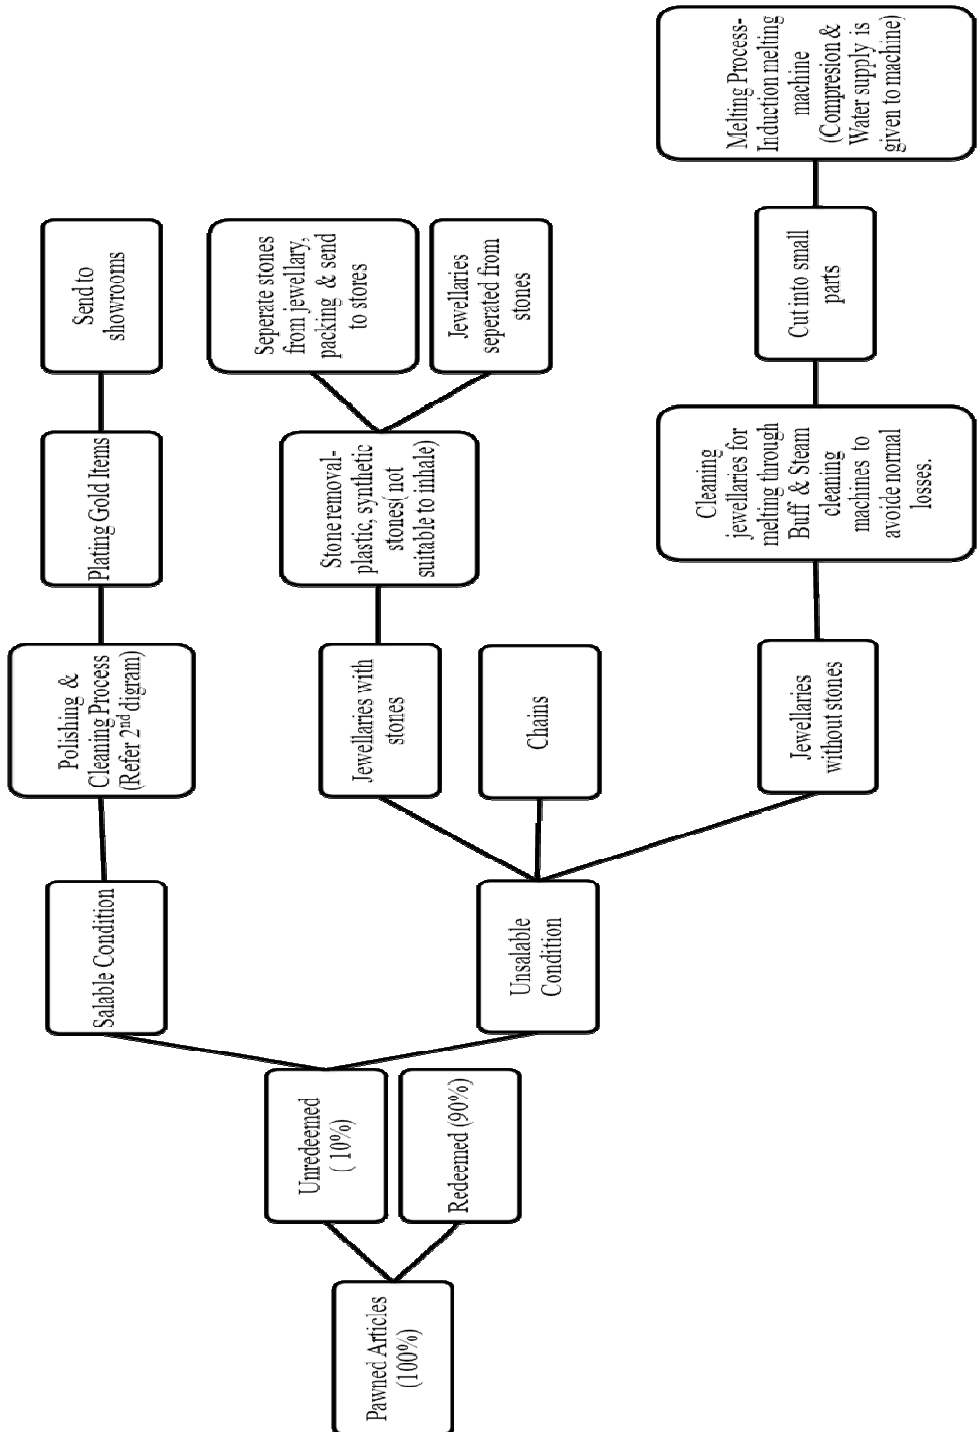 Pawned Articles
(100%)
Unredeemed
( 10%)
Redeemed (90%)
Salable Condition
Unsalable
Condition
Polishing &
Cleaning Process
(Refer 2nd digram)
Jewellaries with
stones
Chains
Jewellaries
without stones
Plating Gold Items
Stone removal-
plastic, synthetic
stones( not
suitable to inhale)
Cleaning
jewellaries for
melting through
Buff & Steam
cleaning
machines to
avoide normal
losses.
Send to
showrooms
Seperate stones
from jewellary,
packing & send
to stores
Jewellaries
seperated from
stones
Cut into small
parts
Melting Process-
Induction melting
machine
(Compresion &
Water supply is
given to machine)